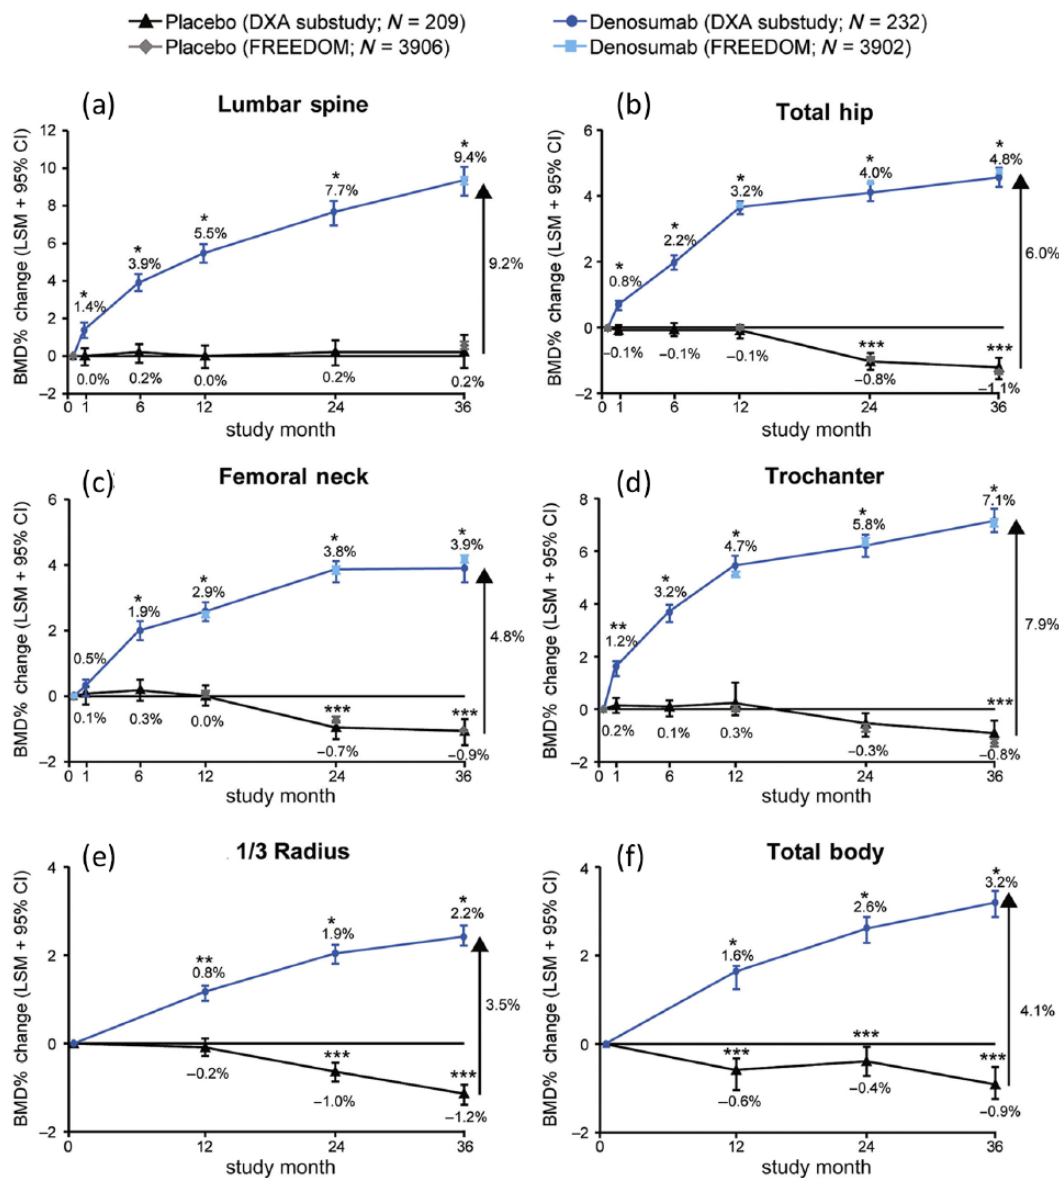 Placebo (DXA substudy; N = 209) Denosumab (DXA substudy; N = 232)
Placebo (FREEDOM; N = 3906) Denosumab (FREEDOM; N = 3902)
(a) Lumbar spine
BMD% change (LSM + 95% CI)
12
10
8
6
4
2
0
−2
* 1.4%
* 3.9%
* 5.5%
* 7.7%
* 9.4%
9.2%
0.0% 0.2% 0.0% 0.2% 0.2%
0 1 6 12 24 36
study month
(b) Total hip
BMD% change (LSM + 95% CI)
6
4
2
0
−2
* 0.8%
* 2.2%
* 3.2%
* 4.0%
* 4.8%
6.0%
*** ***
−0.1% −0.1% −0.1% −0.8% −1.1%
0 1 6 12 24 36
study month
(c) Femoral neck
BMD% change (LSM + 95% CI)
6
4
2
0
−2
0.5%
* 1.9%
* 2.9%
* 3.8%
* 3.9%
4.8%
*** ***
0.1% 0.3% 0.0% −0.7% −0.9%
0 1 6 12 24 36
study month
(d) Trochanter
BMD% change (LSM + 95% CI)
8
6
4
2
0
−2
** 1.2%
* 3.2%
* 4.7%
* 5.8%
* 7.1%
7.9%
***
0.2% 0.1% 0.3% −0.3% −0.8%
0 1 6 12 24 36
study month
(e) 1/3 Radius
BMD% change (LSM + 95% CI)
4
2
0
−2
** 0.8%
* 1.9%
* 2.2%
3.5%
*** ***
−0.2% −1.0% −1.2%
0 12 24 36
study month
(f) Total body
BMD% change (LSM + 95% CI)
4
2
0
−2
* 1.6%
* 2.6%
* 3.2%
4.1%
*** *** ***
−0.6% −0.4% −0.9%
0 12 24 36
study month